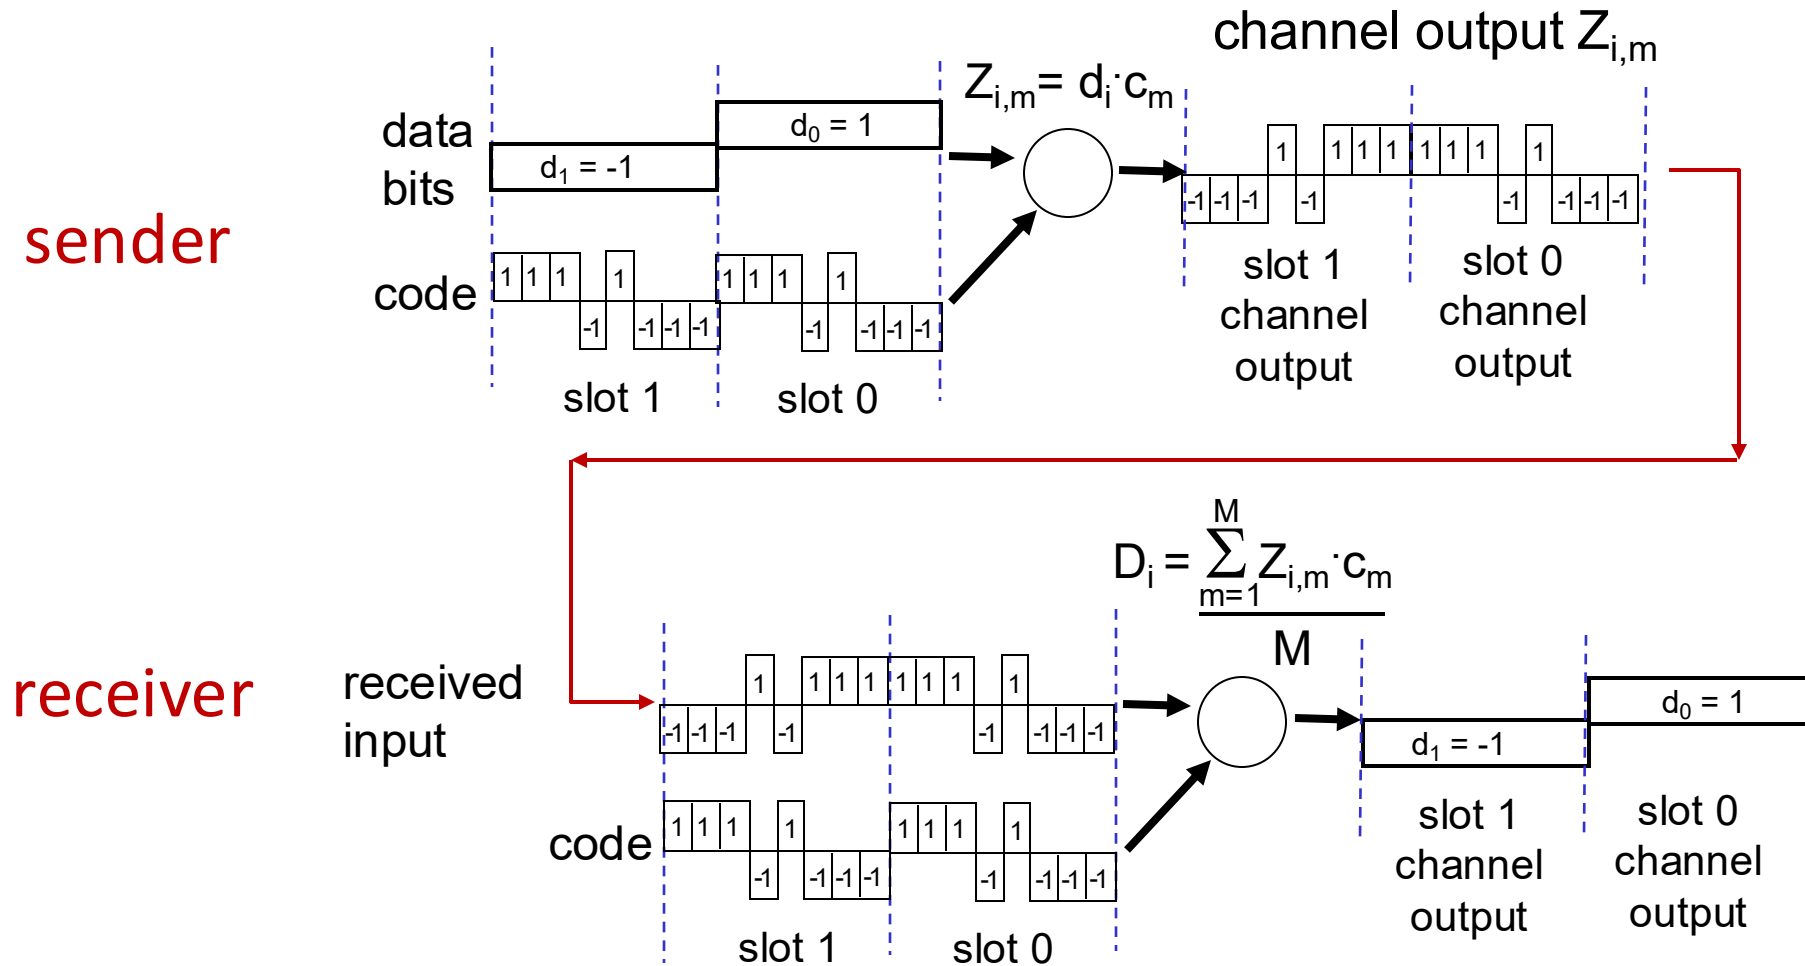 channel output Z_i,m
Z_i,m = d_i · c_m
data bits
d_1 = -1
d_0 = 1
-1 -1 -1 1 -1 1 1 1 1 1 1 -1 1 -1 -1 -1
sender
code
1 1 1 -1 1 -1 -1 -1 1 1 1 -1 1 -1 -1 -1
slot 1
slot 0
slot 1 channel output
slot 0 channel output
D_i = Σ_{m=1}^{M} Z_i,m · c_m
M
receiver
received input
-1 -1 -1 1 -1 1 1 1 1 1 1 -1 1 -1 -1 -1
d_1 = -1
d_0 = 1
code
1 1 1 -1 1 -1 -1 -1 1 1 1 -1 1 -1 -1 -1
slot 1
slot 0
slot 1 channel output
slot 0 channel output